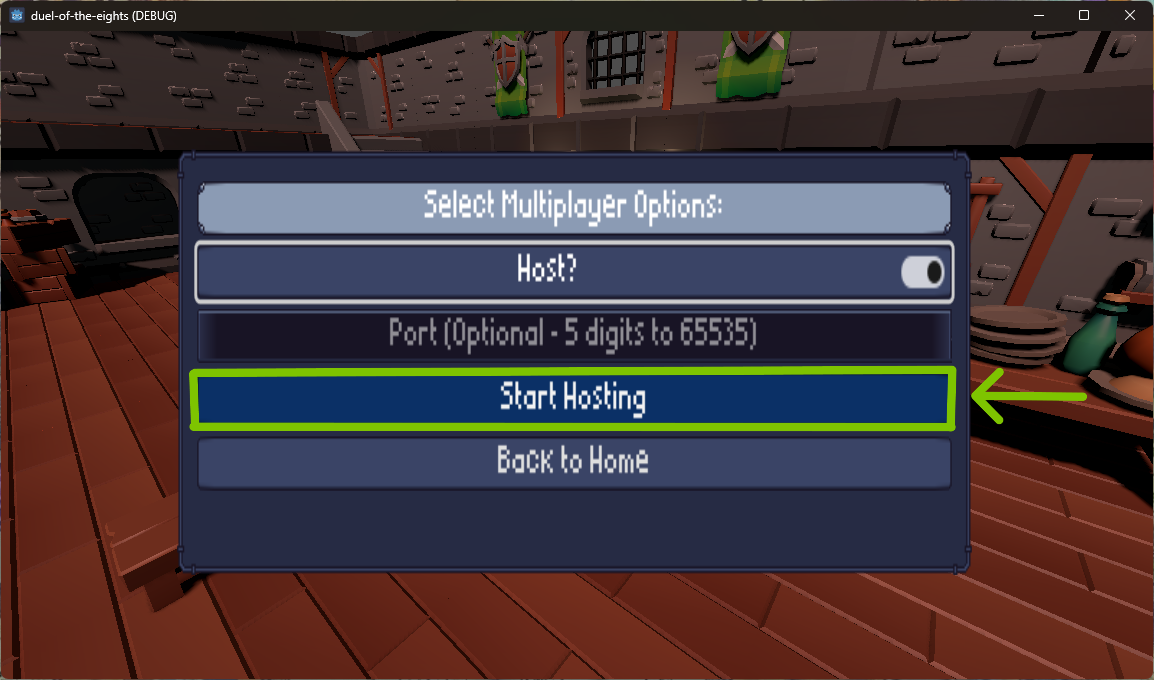 duel-of-the-eights (DEBUG)
Select Multiplayer Options:
Host?
Port (Optional - 5 digits to 65535)
Start Hosting
Back to Home